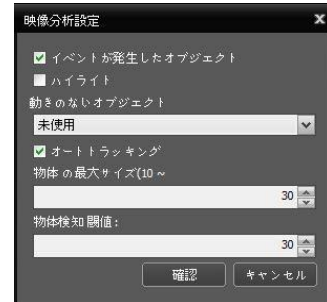 映像分析設定
イベントが発生したオブジェクト
ハイライト
動きのないオブジェクト
未使用
オートトラッキング
物体の最大サイズ(10 ~
30
物体検知閾値:
30
確認 キャンセル